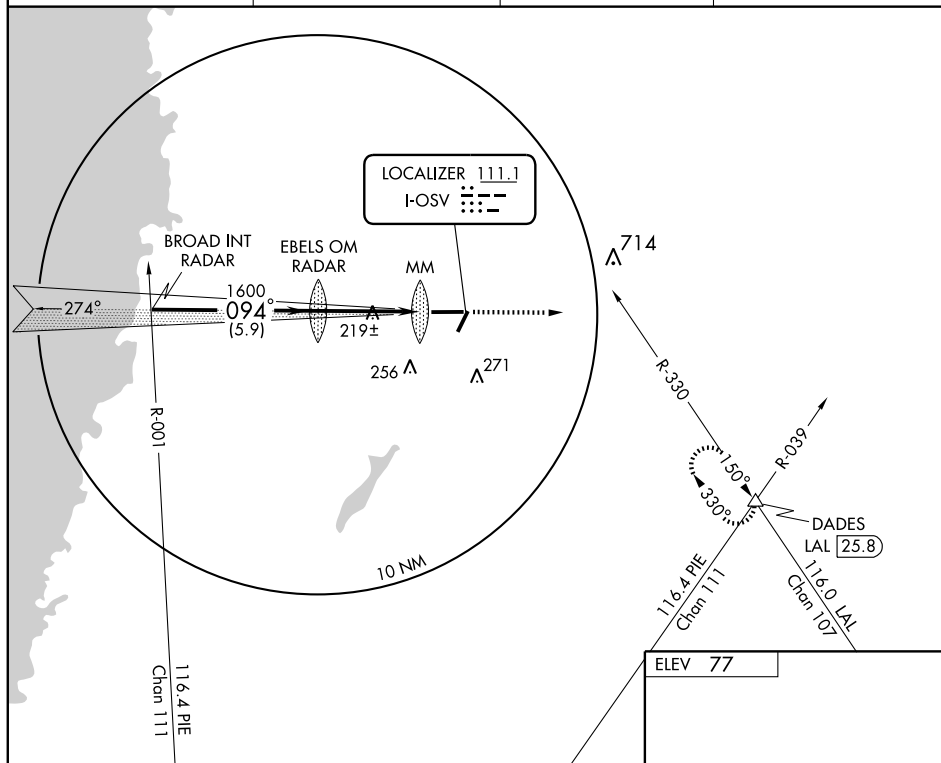 LOCALIZER 111.1
I-OSV
BROAD INT
RADAR
EBELS OM
RADAR
MM
714
274°
1600
094°
(5.9)
219±
256
271
R-001
R-330
R-039
150°
330°
DADES
LAL 25.8
10 NM
116.4 PIE
Chan 111
116.0 LAL
Chan 107
116.4 PIE
Chan 111
ELEV 77